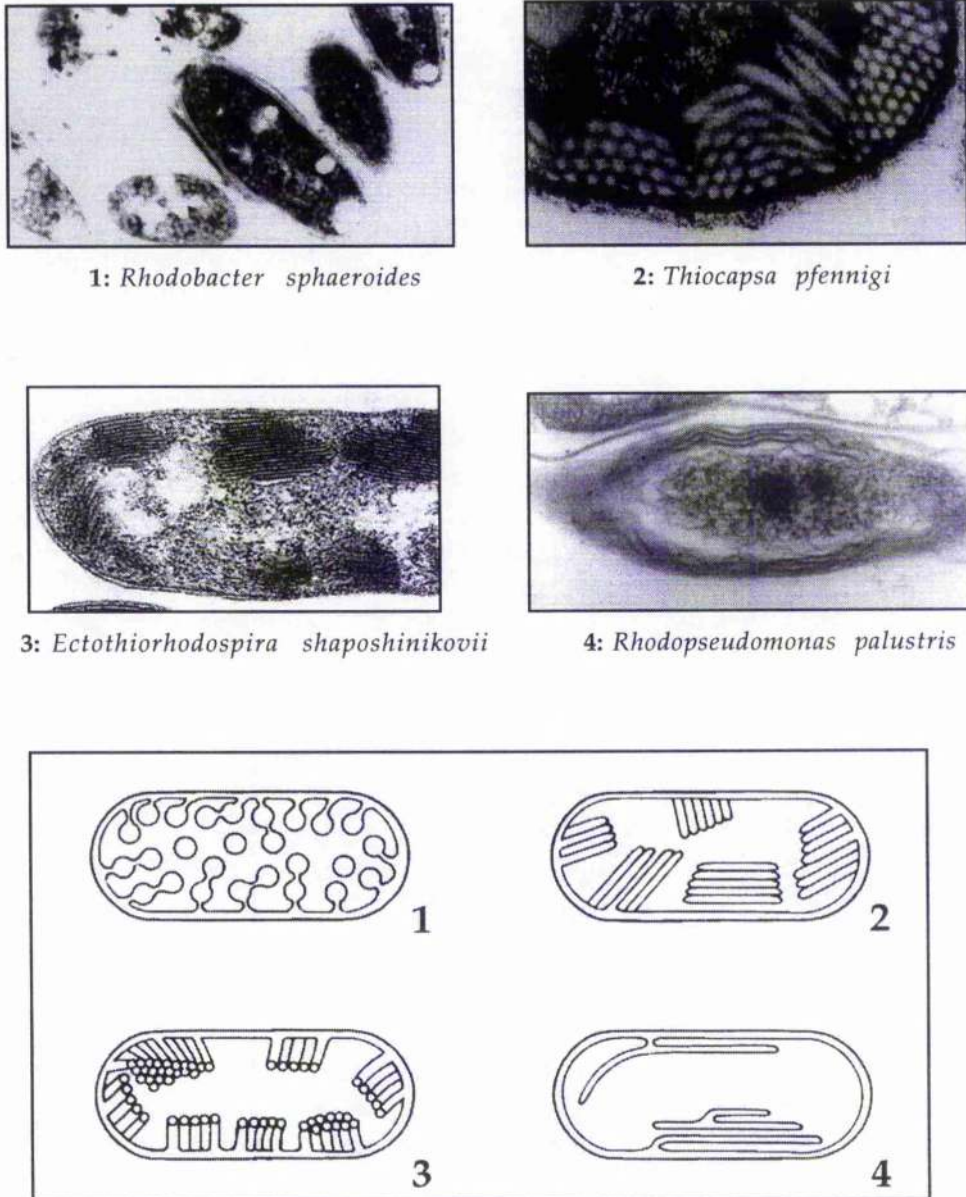 1: Rhodobacter sphaeroides
2: Thiocapsa pfennigi
3: Ectothiorhodospira shaposhinikovii
4: Rhodopseudomonas palustris
1
2
3
4